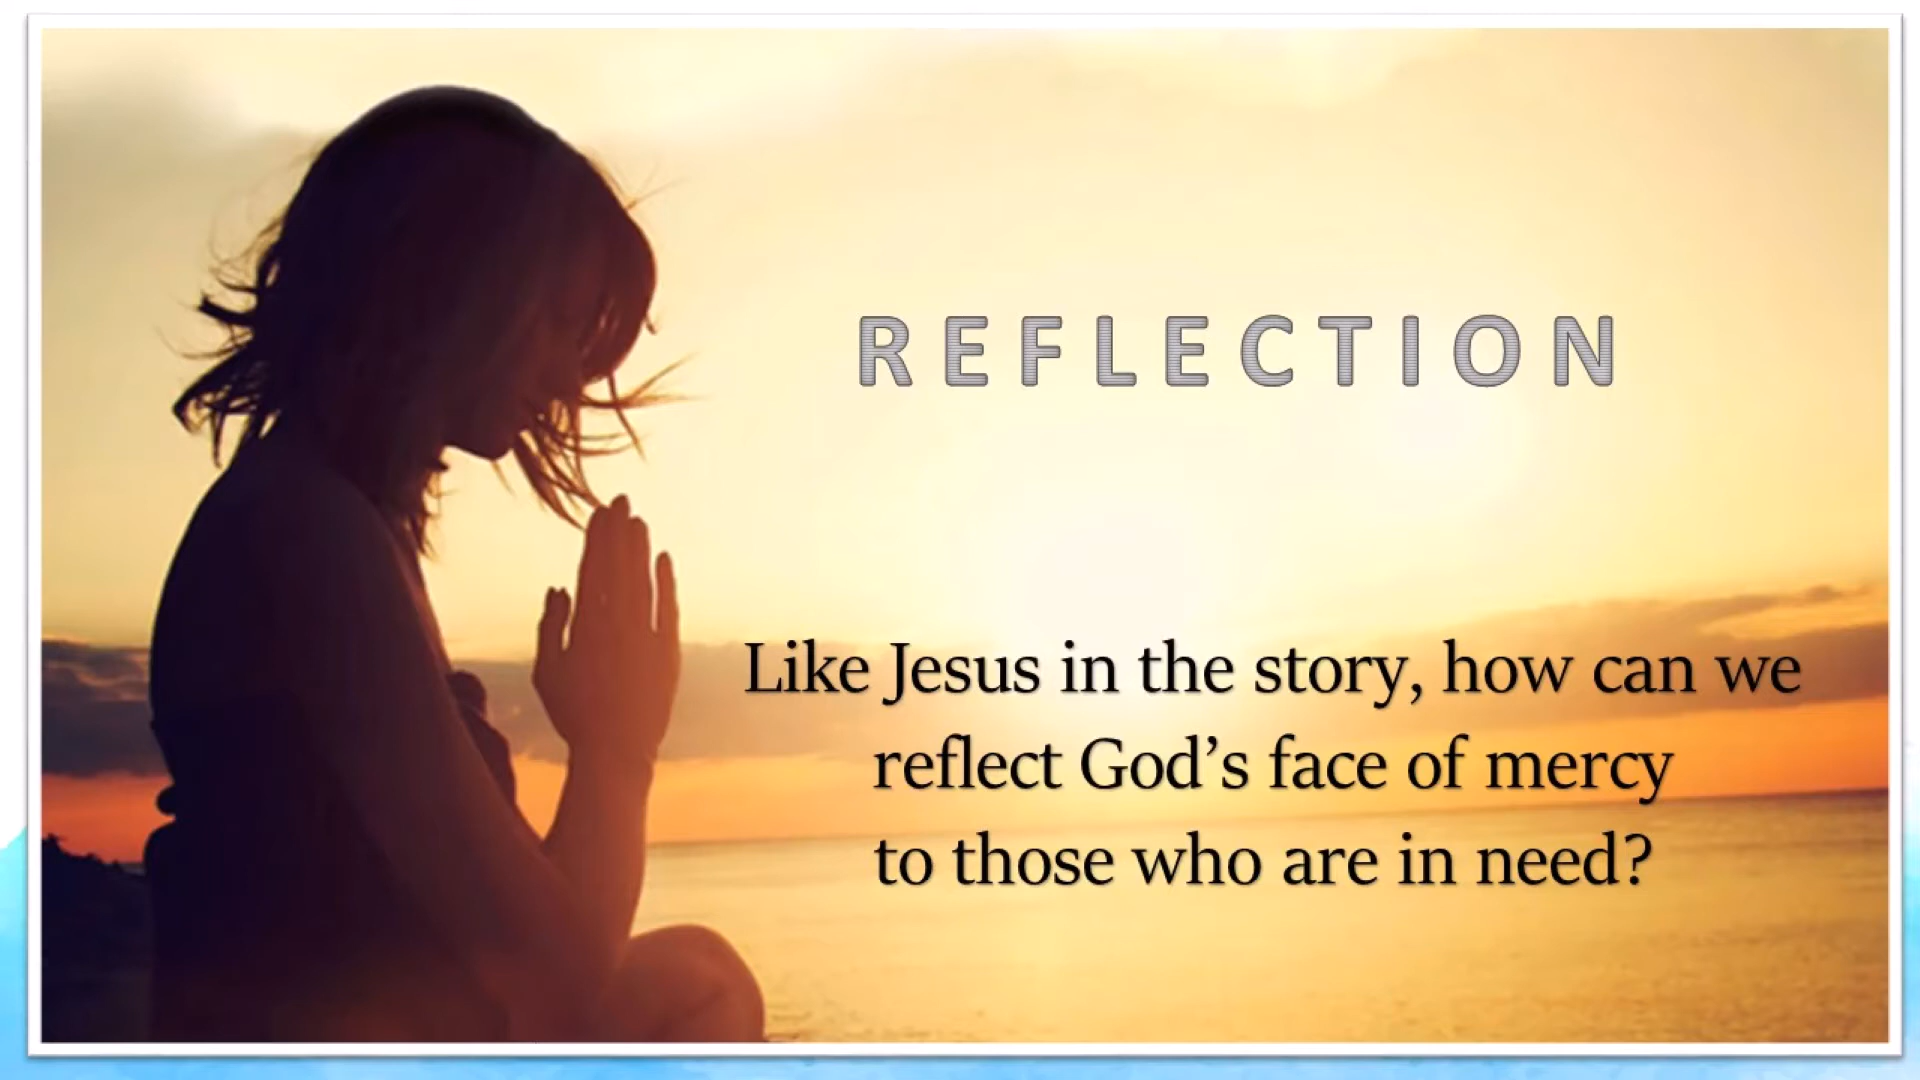 REFLECTION
Like Jesus in the story, how can we
reflect God’s face of mercy
to those who are in need?